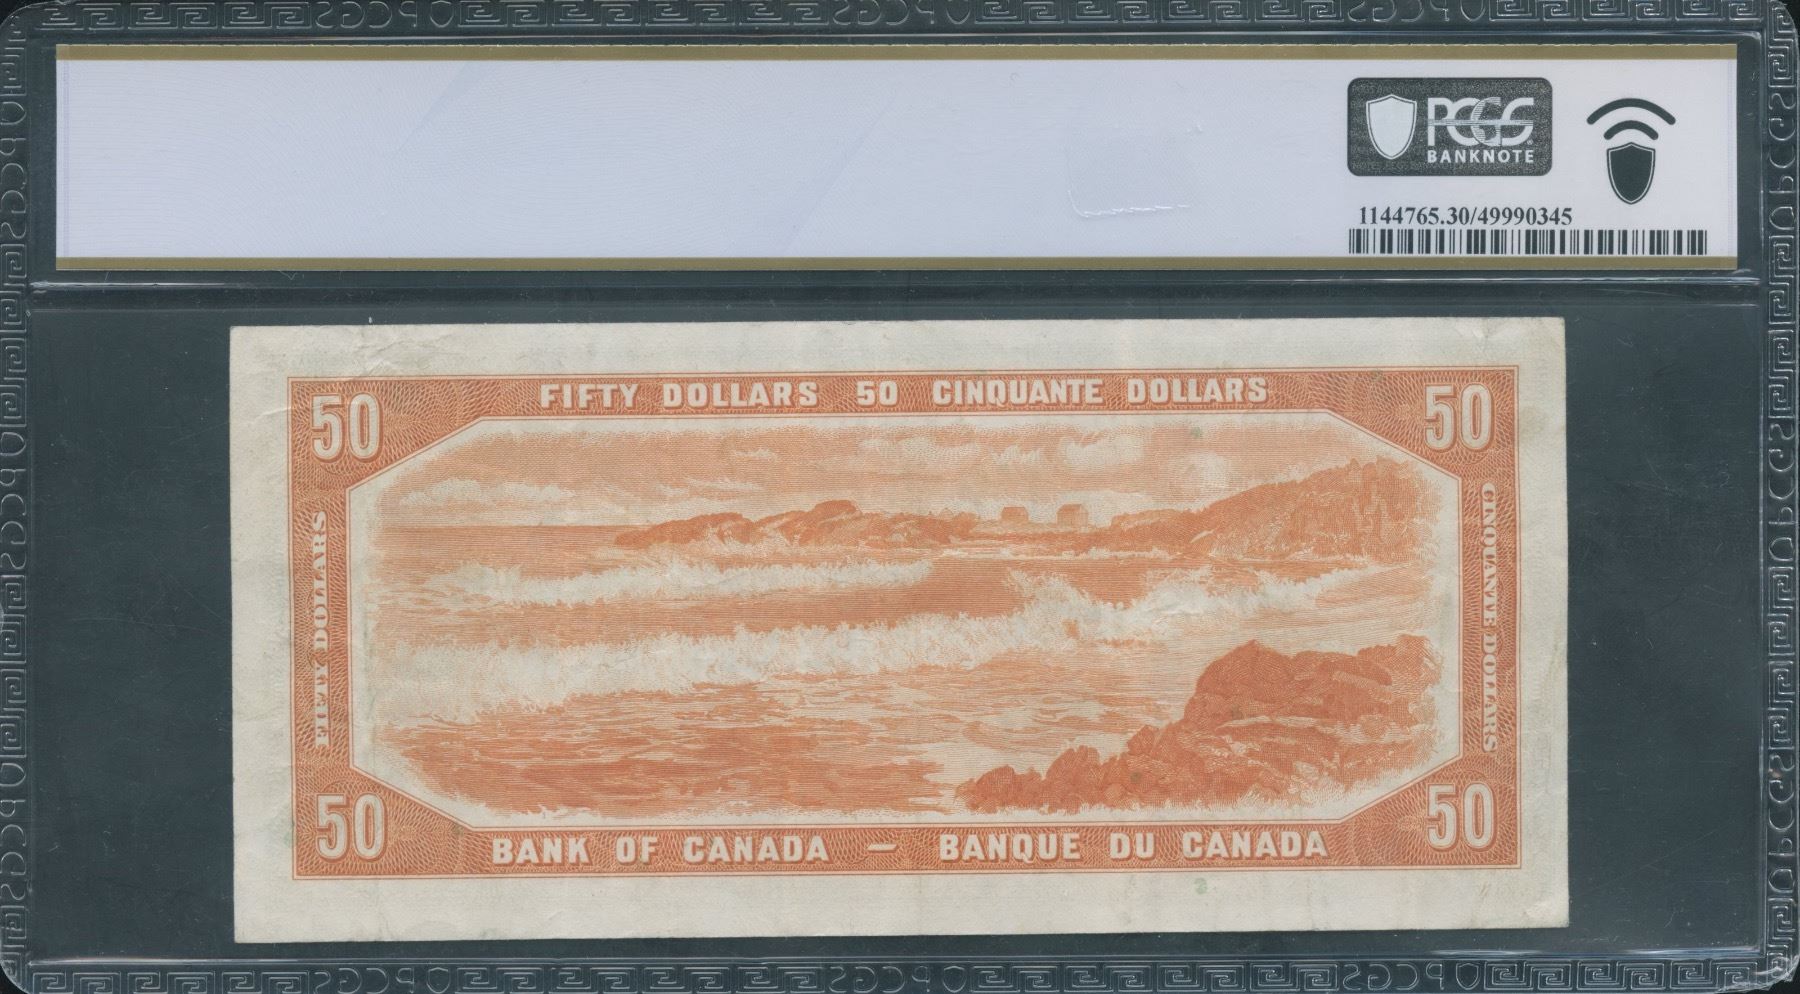 PCGS
BANKNOTE
1144765.30/49990345
FIFTY DOLLARS 50 CINQUANTE DOLLARS
50
50
FIFTY DOLLARS
CINQUANTE DOLLARS
50
50
BANK OF CANADA — BANQUE DU CANADA